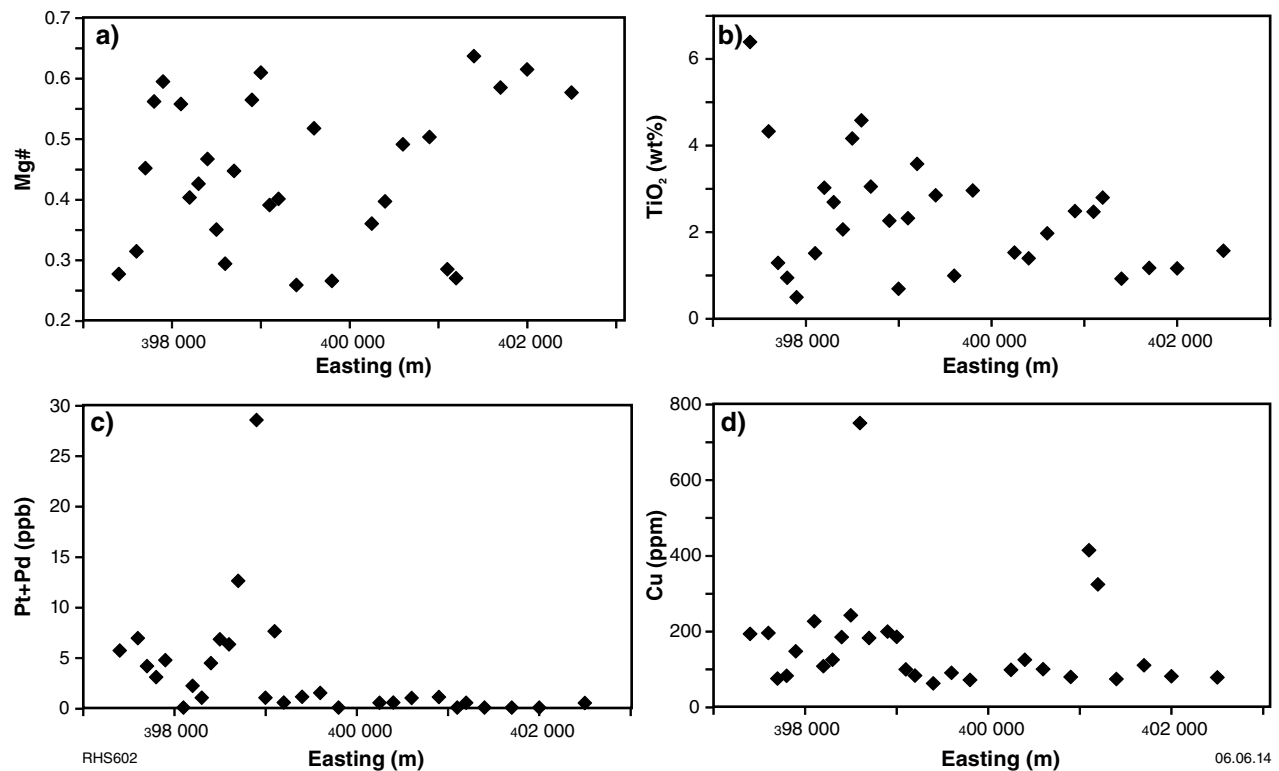 a)
0.7
0.6
0.5
0.4
0.3
0.2
Mg#
398 000
400 000
402 000
Easting (m)
b)
6
4
2
0
TiO₂ (wt%)
398 000
400 000
402 000
Easting (m)
c)
30
25
20
15
10
5
0
Pt+Pd (ppb)
398 000
400 000
402 000
Easting (m)
d)
800
600
400
200
0
Cu (ppm)
398 000
400 000
402 000
Easting (m)
RHS602
06.06.14